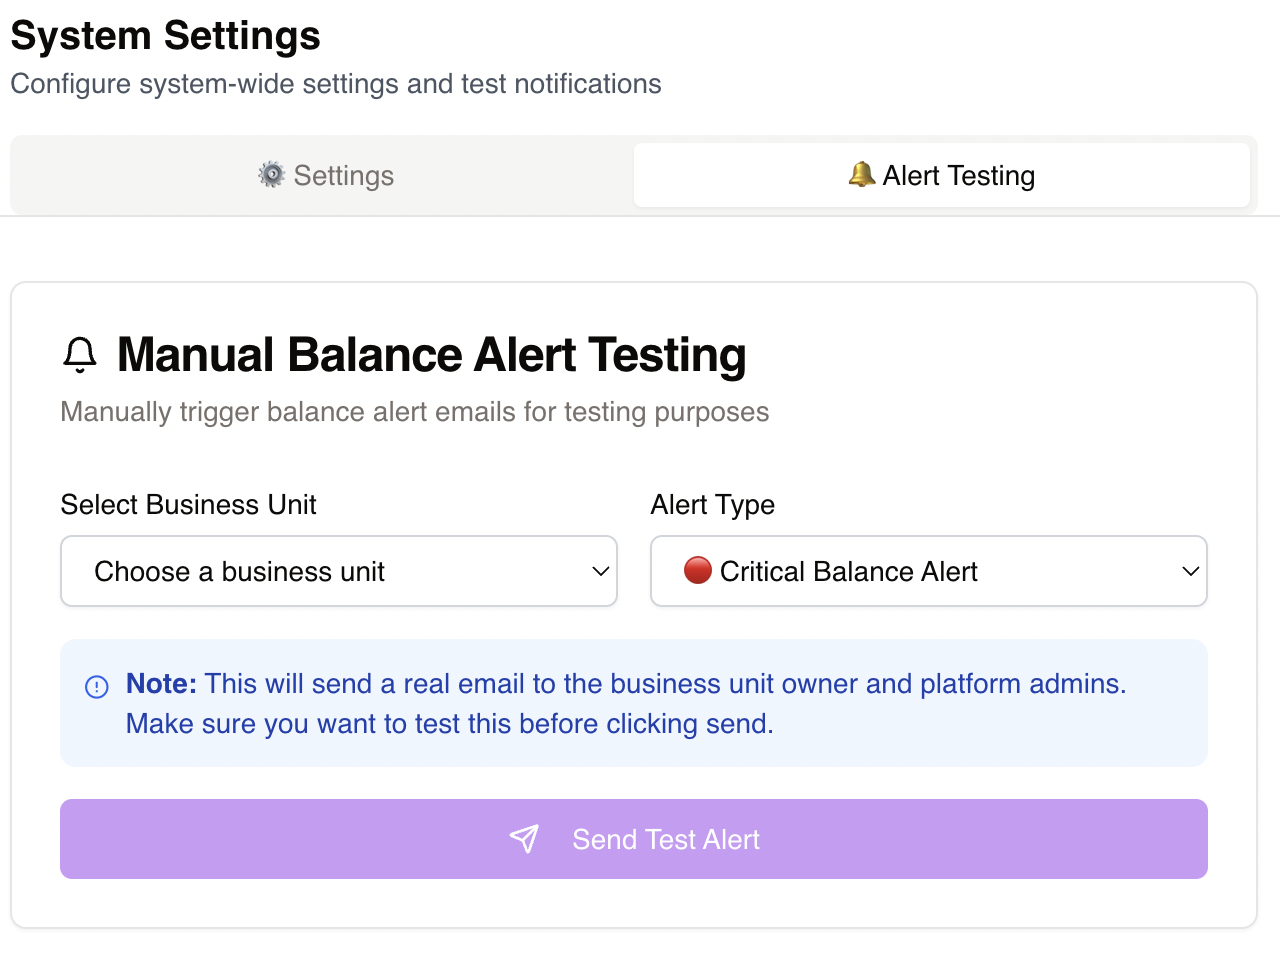 System Settings
Configure system-wide settings and test notifications
⚙️ Settings
🔔 Alert Testing
Manual Balance Alert Testing
Manually trigger balance alert emails for testing purposes
Select Business Unit
Alert Type
Choose a business unit
🔴 Critical Balance Alert
Note: This will send a real email to the business unit owner and platform admins.
Make sure you want to test this before clicking send.
Send Test Alert